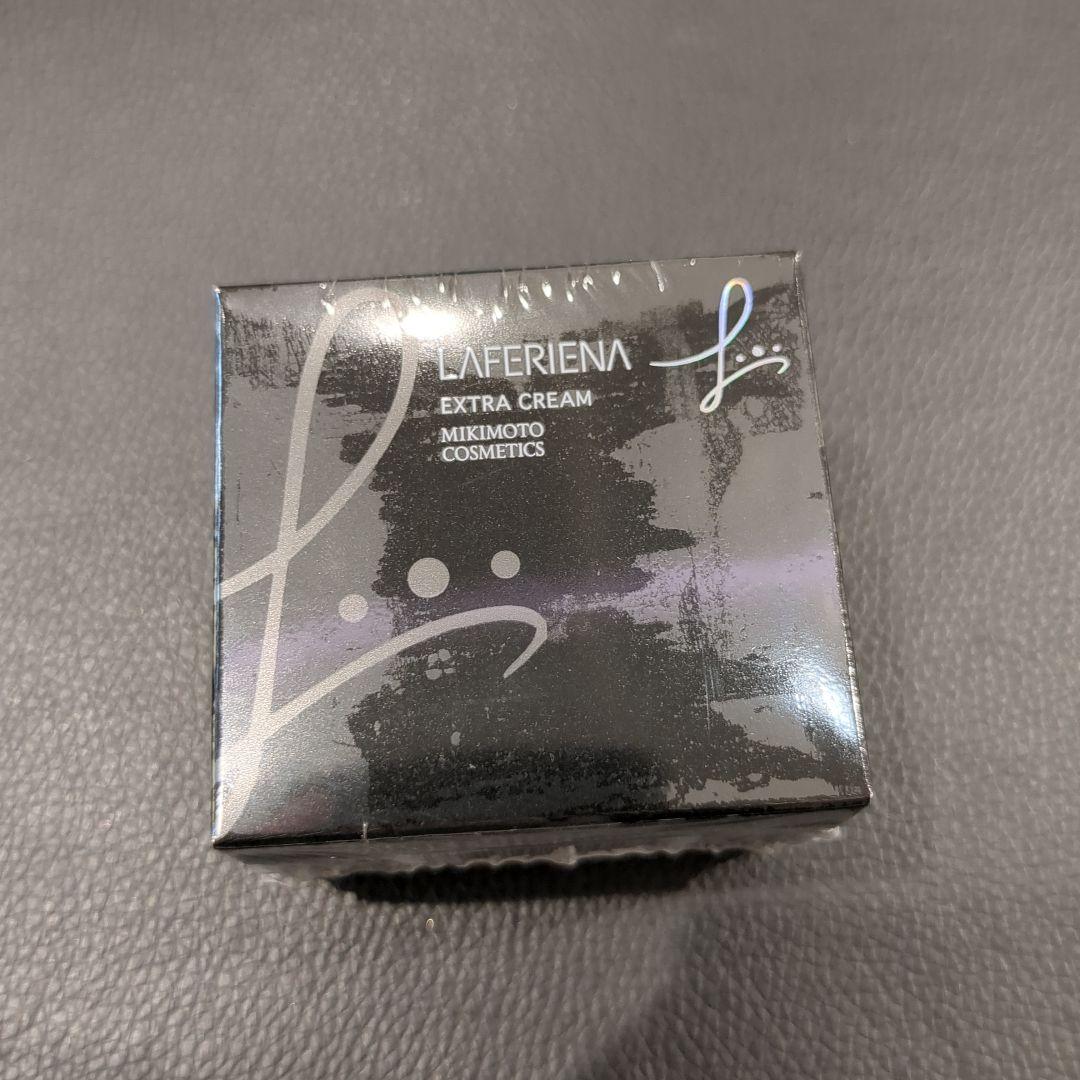 LAFERIENA
EXTRA CREAM
MIKIMOTO
COSMETICS